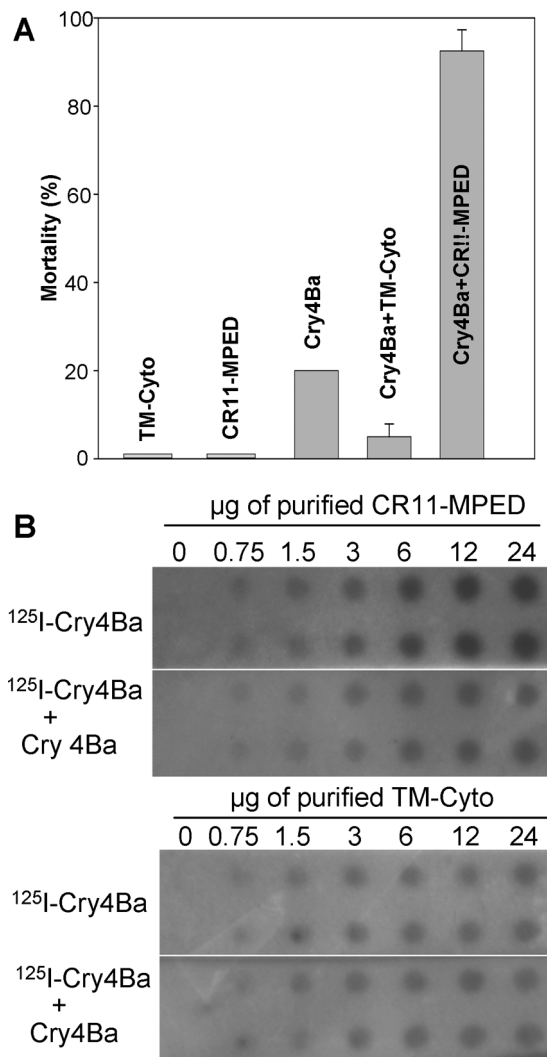 A
100
80
60
40
20
0
Mortality (%)
TM-Cyto
CR11-MPED
Cry4Ba
Cry4Ba+TM-Cyto
Cry4Ba+CR!!-MPED
B
µg of purified CR11-MPED
0 0.75 1.5 3 6 12 24
¹²⁵I-Cry4Ba
¹²⁵I-Cry4Ba
+
Cry 4Ba
µg of purified TM-Cyto
0 0.75 1.5 3 6 12 24
¹²⁵I-Cry4Ba
¹²⁵I-Cry4Ba
+
Cry4Ba